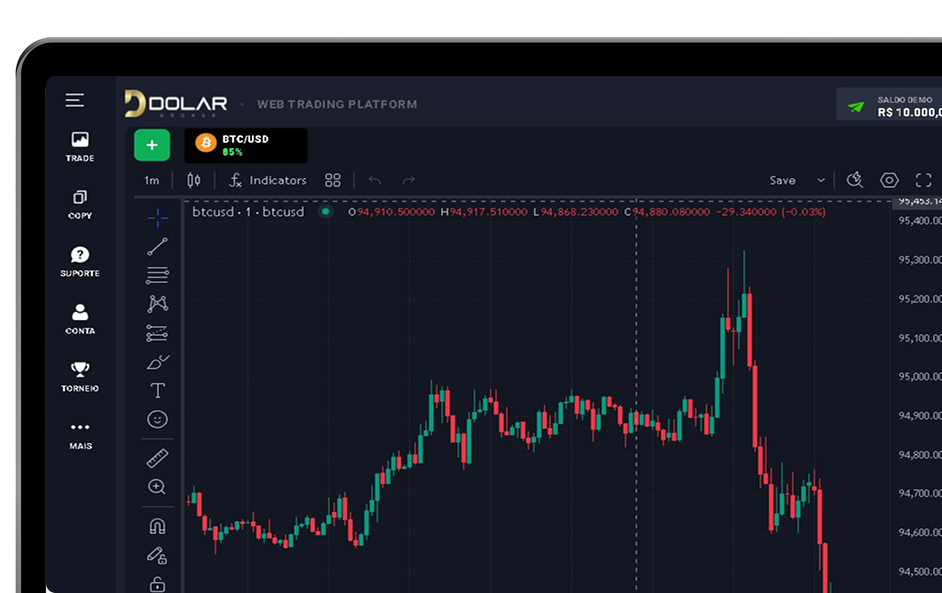 DOLAR
BROKER
WEB TRADING PLATFORM
SALDO DEMO
R$ 10.000,0
BTC/USD
85%
1m
Indicators
Save
btcusd · 1 · btcusd
O94,910.500000 H94,917.510000 L94,868.230000 C94,880.080000 −29.340000 (−0.03%)
TRADE
COPY
SUPORTE
CONTA
TORNEIO
MAIS
95,453.14
95,400.00
95,300.00
95,200.00
95,100.00
95,000.00
94,900.00
94,800.00
94,700.00
94,600.00
94,500.00